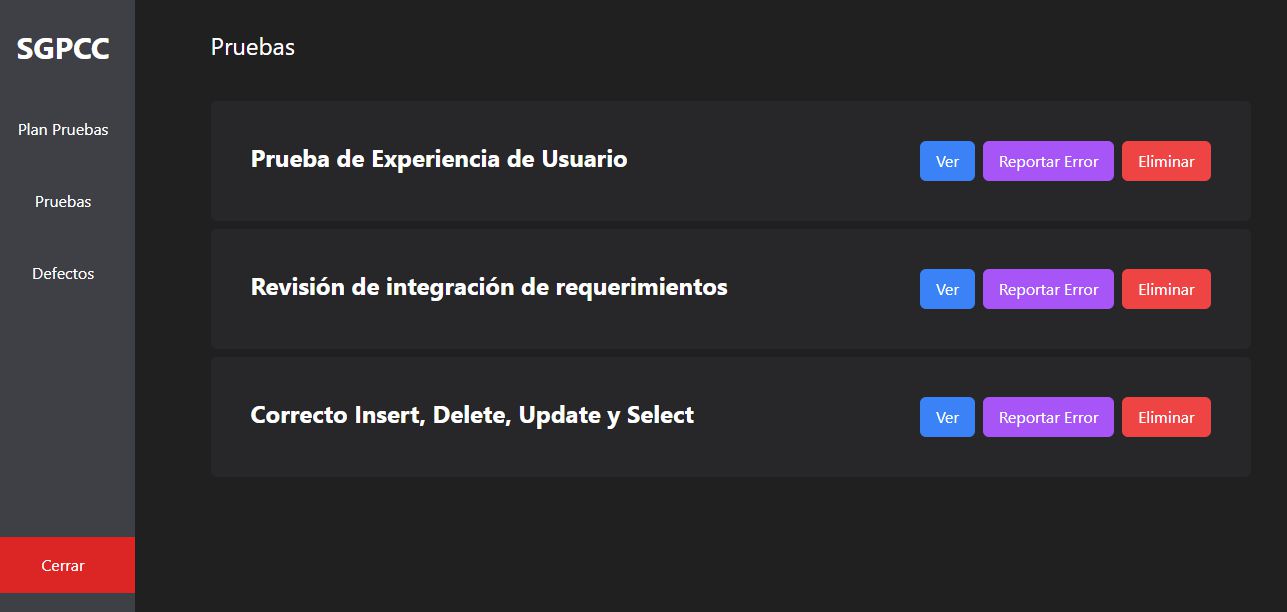 SGPCC
Plan Pruebas
Pruebas
Defectos
Cerrar
Pruebas
Prueba de Experiencia de Usuario
Ver Reportar Error Eliminar
Revisión de integración de requerimientos
Ver Reportar Error Eliminar
Correcto Insert, Delete, Update y Select
Ver Reportar Error Eliminar